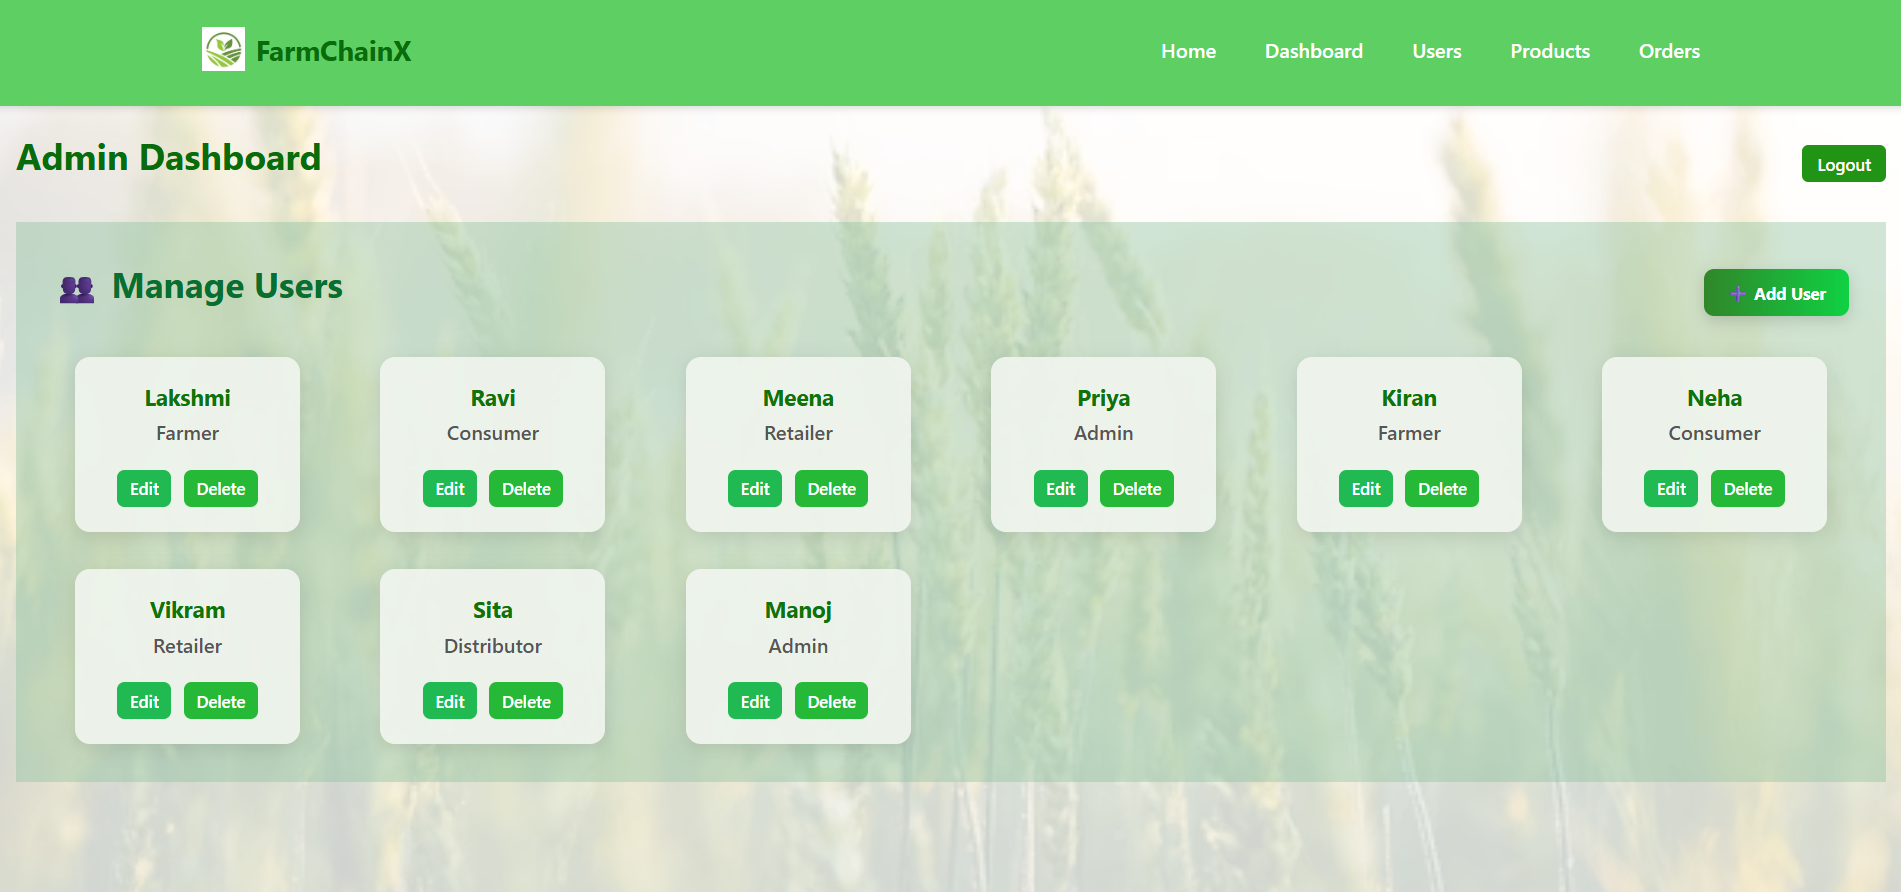 FarmChainX
Home Dashboard Users Products Orders
Admin Dashboard
Logout
Manage Users
Add User
Lakshmi
Farmer
Edit Delete
Ravi
Consumer
Edit Delete
Meena
Retailer
Edit Delete
Priya
Admin
Edit Delete
Kiran
Farmer
Edit Delete
Neha
Consumer
Edit Delete
Vikram
Retailer
Edit Delete
Sita
Distributor
Edit Delete
Manoj
Admin
Edit Delete